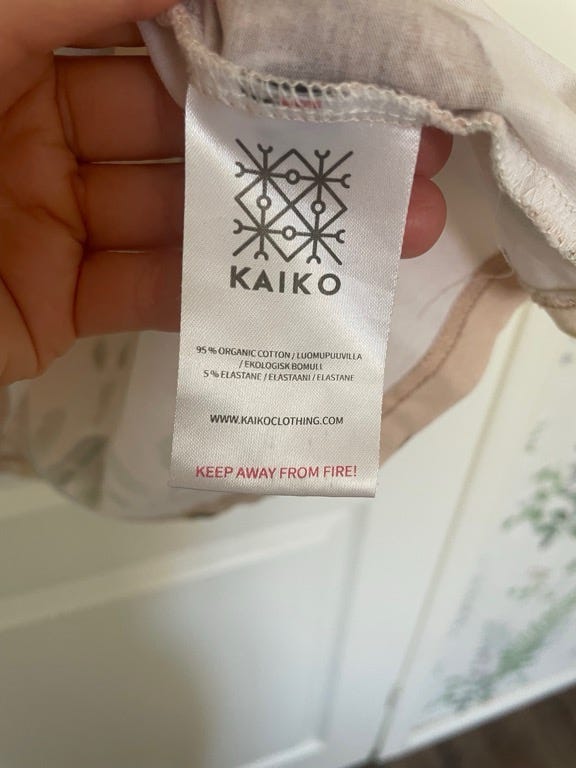 KAIKO
95 % ORGANIC COTTON / LUOMUPUUVILLA
/ EKOLOGISK BOMULL
5 % ELASTANE / ELASTAANI / ELASTANE
WWW.KAIKOCLOTHING.COM
KEEP AWAY FROM FIRE!